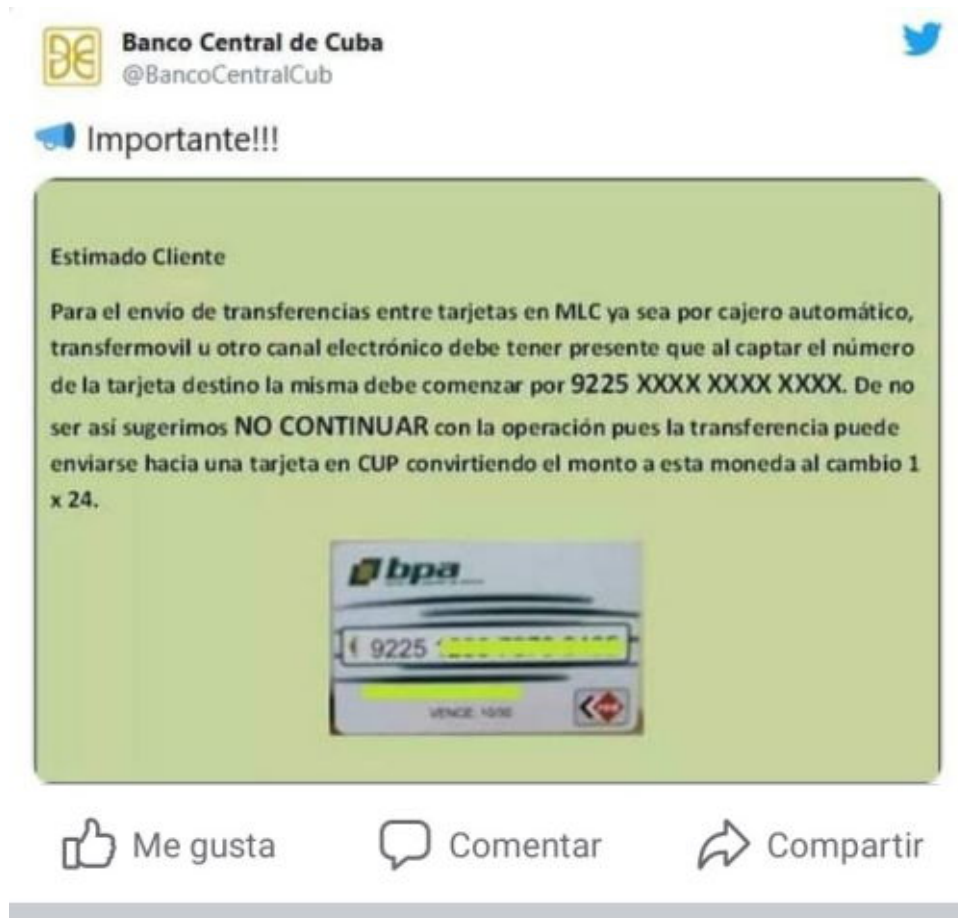 Banco Central de Cuba
@BancoCentralCub
Importante!!!
Estimado Cliente
Para el envío de transferencias entre tarjetas en MLC ya sea por cajero automático,
transfermovil u otro canal electrónico debe tener presente que al captar el número
de la tarjeta destino la misma debe comenzar por 9225 XXXX XXXX XXXX. De no
ser así sugerimos NO CONTINUAR con la operación pues la transferencia puede
enviarse hacia una tarjeta en CUP convirtiendo el monto a esta moneda al cambio 1
x 24.
bpa
9225
VENCE:
Me gusta
Comentar
Compartir